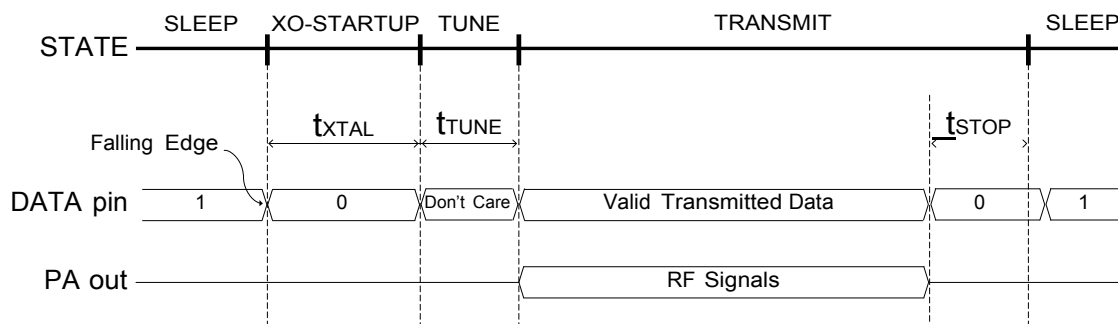 SLEEP XO-STARTUP TUNE TRANSMIT SLEEP
STATE
tXTAL tTUNE tSTOP
Falling Edge
DATA pin 1 0 Don't Care Valid Transmitted Data 0 1
PA out RF Signals